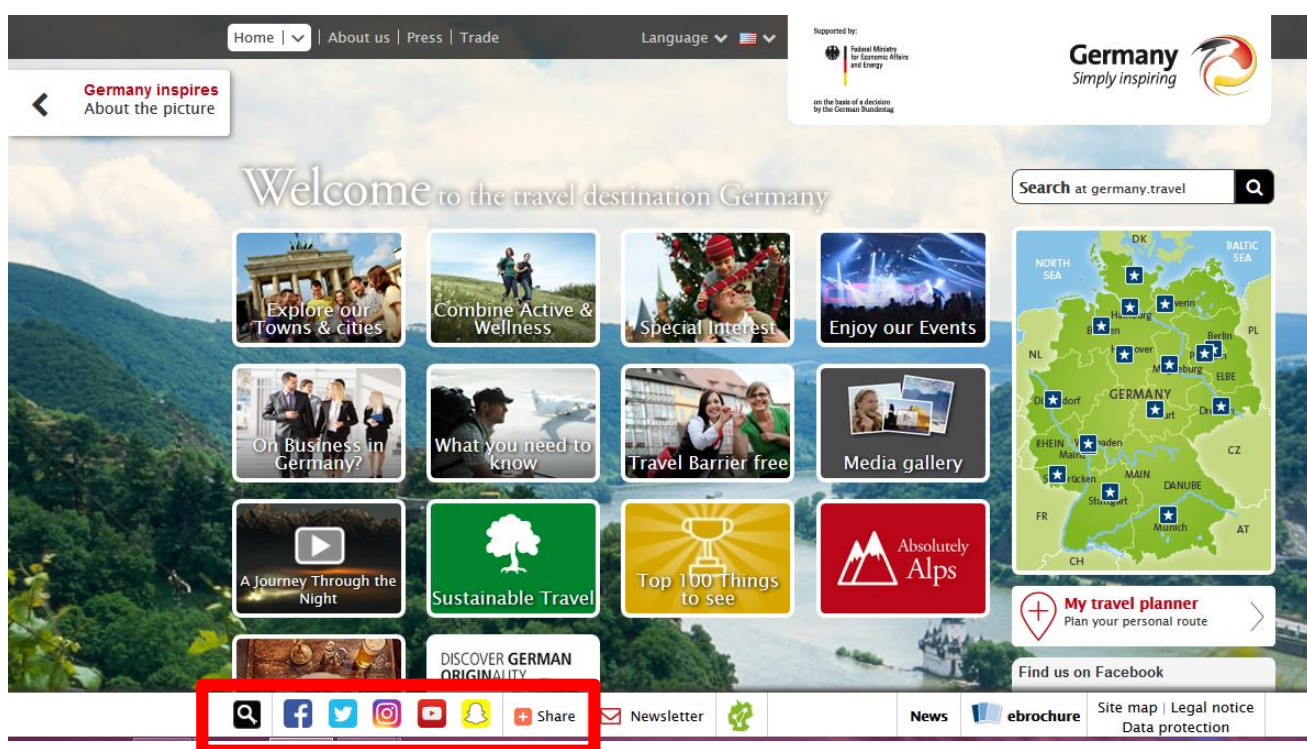 Home
About us | Press | Trade
Language
Supported by:
Federal Ministry
for Economic Affairs
and Energy
on the basis of a decision
by the German Bundestag
Germany
Simply inspiring
Germany inspires
About the picture
Welcome to the travel destination Germany
Search at germany.travel
Explore our
Towns & cities
Combine Active &
Wellness
Special Interest
Enjoy our Events
On Business in
Germany?
What you need to
know
Travel Barrier free
Media gallery
A Journey Through the
Night
Sustainable Travel
Top 100 Things
to see
Absolutely
Alps
DISCOVER GERMAN
ORIGINALITY
DK
BALTIC
SEA
NORTH
SEA
Berlin
PL
NL
ELBE
GERMANY
RHEIN
CZ
MAIN
DANUBE
Stuttgart
FR
Munich
AT
CH
My travel planner
Plan your personal route
Find us on Facebook
Share
Newsletter
News
ebrochure
Site map | Legal notice
Data protection